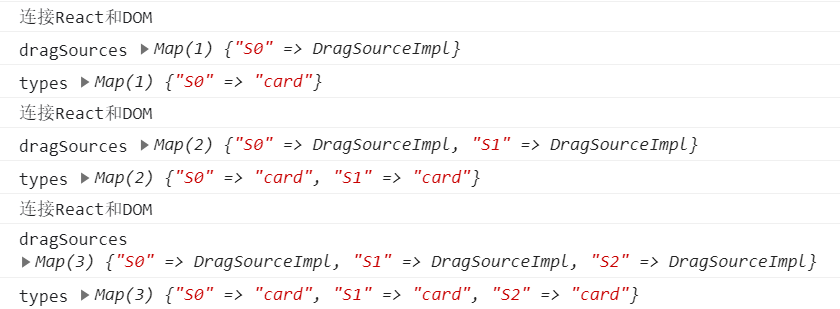 连接React和DOM
dragSources ▶Map(1) {"S0" => DragSourceImpl}
types ▶Map(1) {"S0" => "card"}
连接React和DOM
dragSources ▶Map(2) {"S0" => DragSourceImpl, "S1" => DragSourceImpl}
types ▶Map(2) {"S0" => "card", "S1" => "card"}
连接React和DOM
dragSources
▶Map(3) {"S0" => DragSourceImpl, "S1" => DragSourceImpl, "S2" => DragSourceImpl}
types ▶Map(3) {"S0" => "card", "S1" => "card", "S2" => "card"}